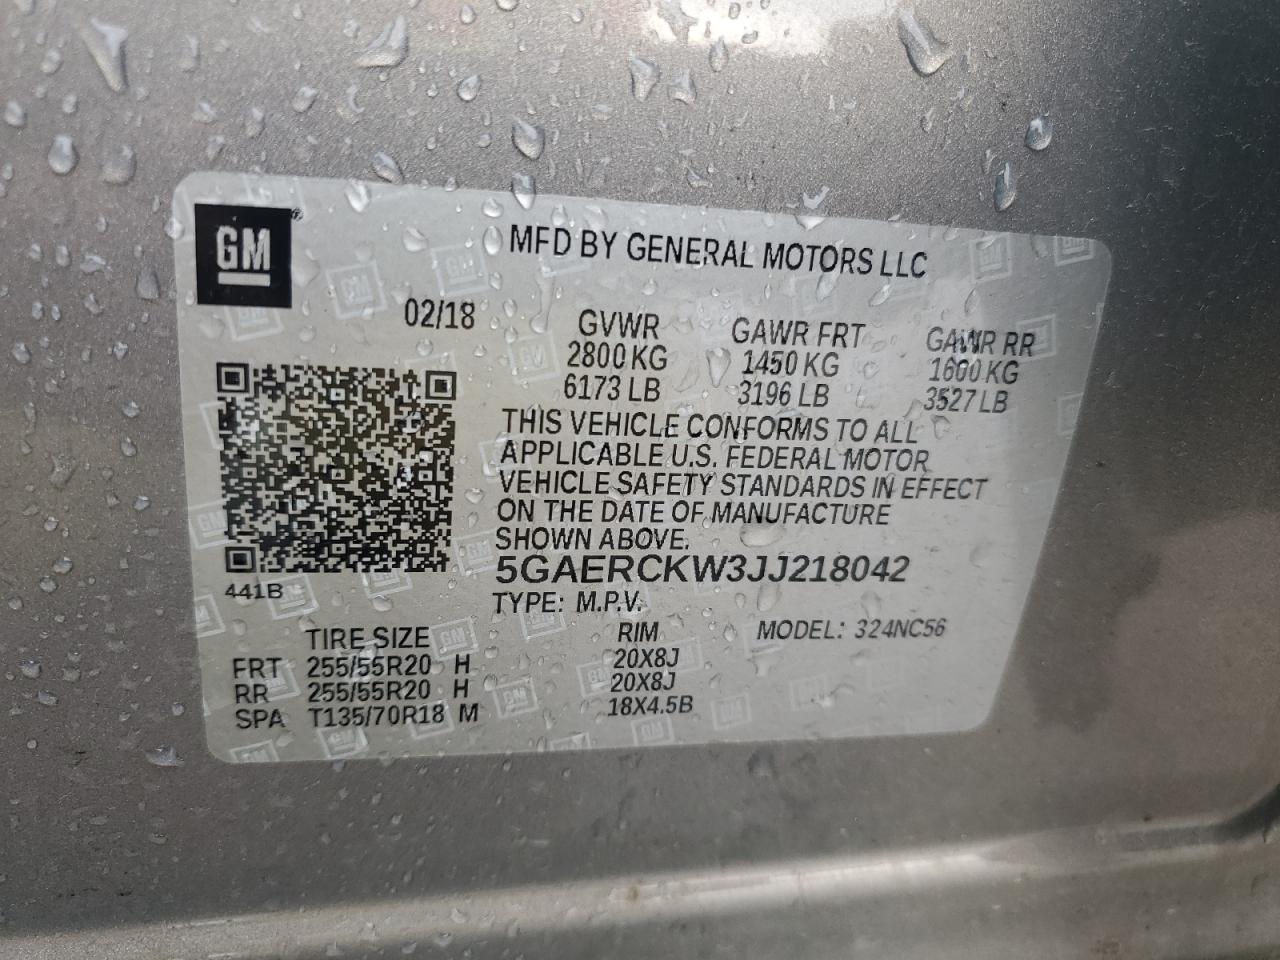 GM
MFD BY GENERAL MOTORS LLC
02/18
GVWR GAWR FRT GAWR RR
2800 KG 1450 KG 1600 KG
6173 LB 3196 LB 3527 LB
THIS VEHICLE CONFORMS TO ALL
APPLICABLE U.S. FEDERAL MOTOR
VEHICLE SAFETY STANDARDS IN EFFECT
ON THE DATE OF MANUFACTURE
SHOWN ABOVE.
5GAERCKW3JJ218042
441B
TYPE: M.P.V.
TIRE SIZE RIM MODEL: 324NC56
FRT 255/55R20 H 20X8J
RR 255/55R20 H 20X8J
SPA T135/70R18 M 18X4.5B